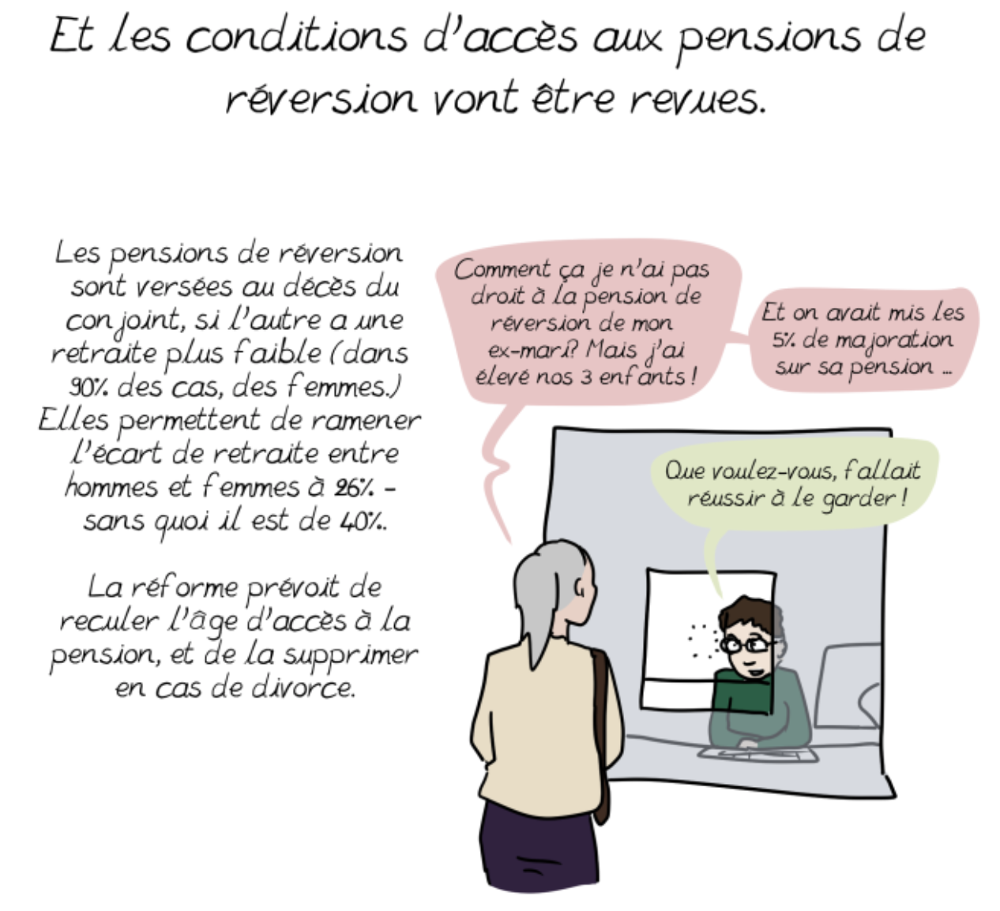 Et les conditions d'accès aux pensions de
réversion vont être revues.
Les pensions de réversion
sont versées au décès du
conjoint, si l'autre a une
retraite plus faible (dans
90% des cas, des femmes.)
Elles permettent de ramener
l'écart de retraite entre
hommes et femmes à 26% -
sans quoi il est de 40%.
La réforme prévoit de
reculer l'âge d'accès à la
pension, et de la supprimer
en cas de divorce.
Comment ça je n'ai pas
droit à la pension de
réversion de mon
ex-mari? Mais j'ai
élevé nos 3 enfants !
Et on avait mis les
5% de majoration
sur sa pension ...
Que voulez-vous, fallait
réussir à le garder !